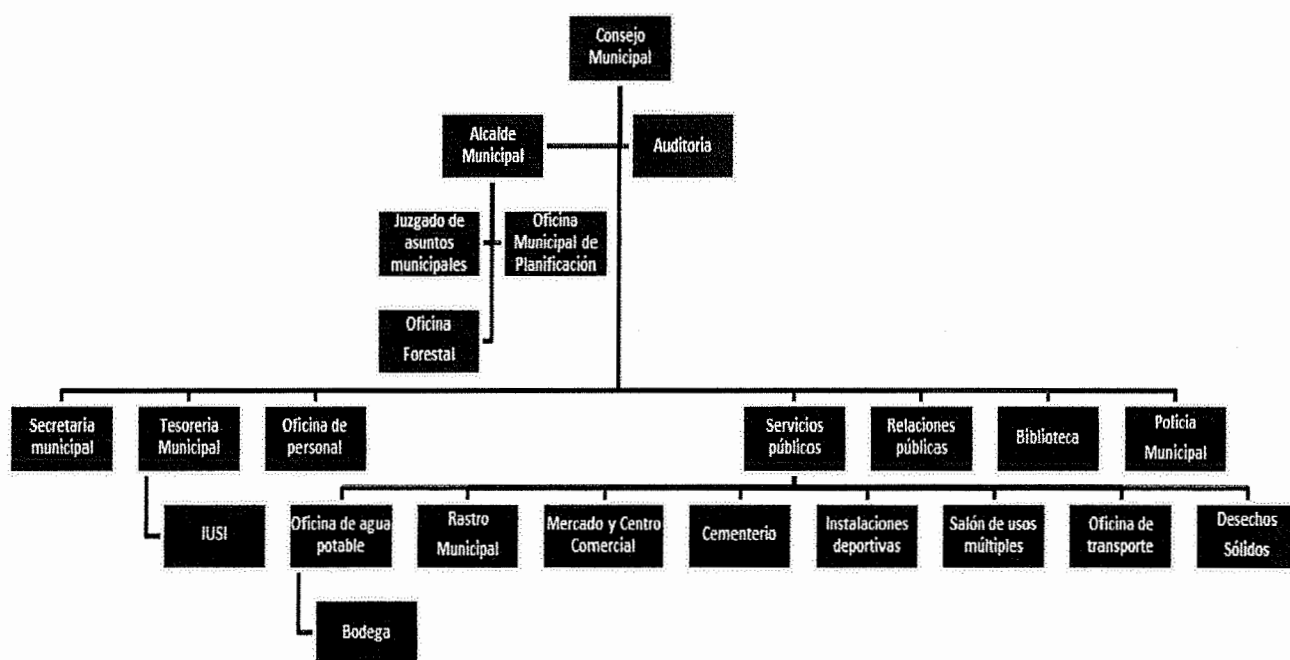 Consejo
Municipal
Alcalde
Municipal
Auditoria
Juzgado de
asuntos
municipales
Oficina
Municipal de
Planificación
Oficina
Forestal
Secretaria
municipal
Tesoreria
Municipal
Oficina de
personal
Servicios
públicos
Relaciones
públicas
Biblioteca
Policia
Municipal
IUSI
Oficina de agua
potable
Rastro
Municipal
Mercado y Centro
Comercial
Cementerio
Instalaciones
deportivas
Salón de usos
múltiples
Oficina de
transporte
Desechos
Sólidos
Bodega